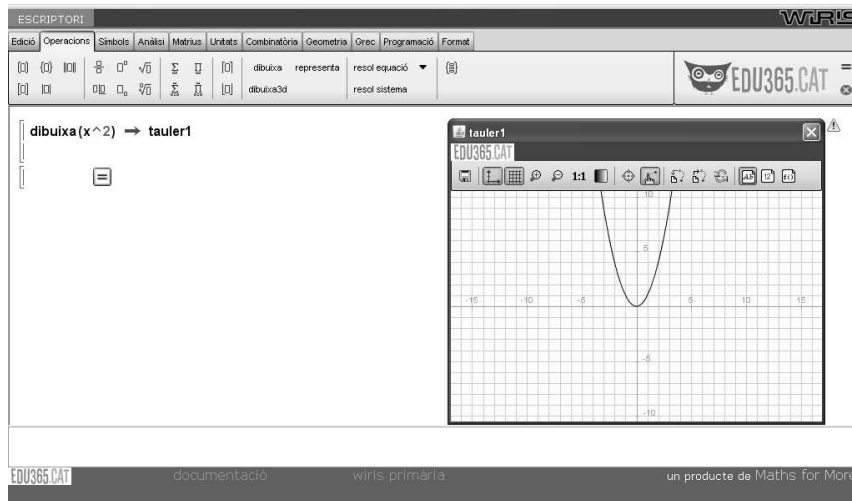 ESCRIPTORI
WIRIS
Edició Operacions Símbols Anàlisi Matrius Unitats Combinatòria Geometria Grec Programació Format
dibuixa representa resol equació
dibuixa3d resol sistema
EDU365.CAT
dibuixa(x^2) → tauler1
=
tauler1
EDU365.CAT
1:1
10
5
-15 -10 -5 5 10 15
-5
-10
EDU365.CAT documentació wiris primària un producte de Maths for More